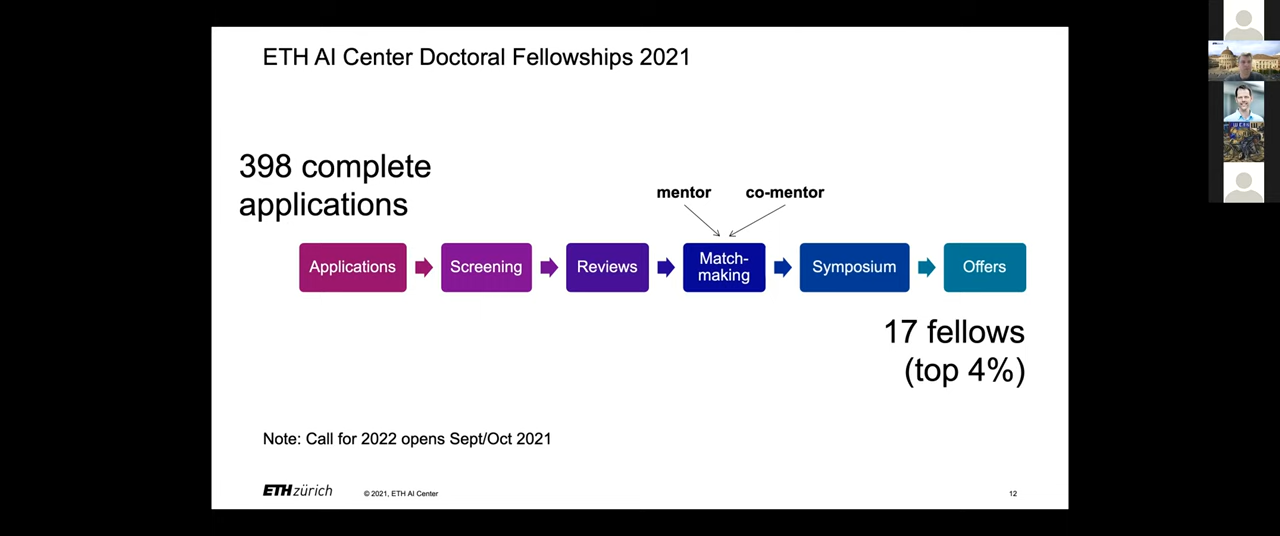 ETH AI Center Doctoral Fellowships 2021
398 complete
applications
mentor
co-mentor
Applications
Screening
Reviews
Match-
making
Symposium
Offers
17 fellows
(top 4%)
Note: Call for 2022 opens Sept/Oct 2021
ETH zürich
© 2021, ETH AI Center
12